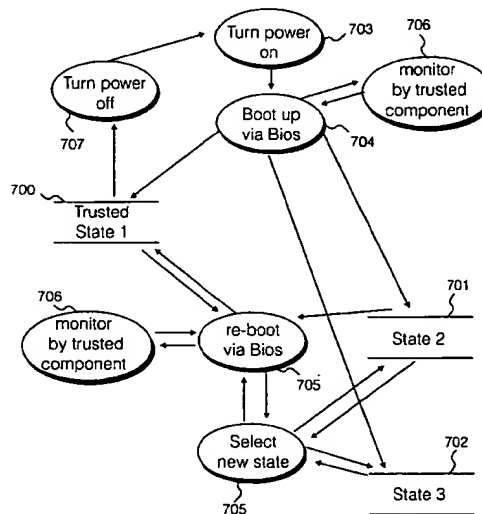 Turn power
on
703
706
monitor
by trusted
component
Turn power
off
707
Boot up
via Bios
704
700
Trusted
State 1
706
monitor
by trusted
component
re-boot
via Bios
705
701
State 2
Select
new state
705
702
State 3